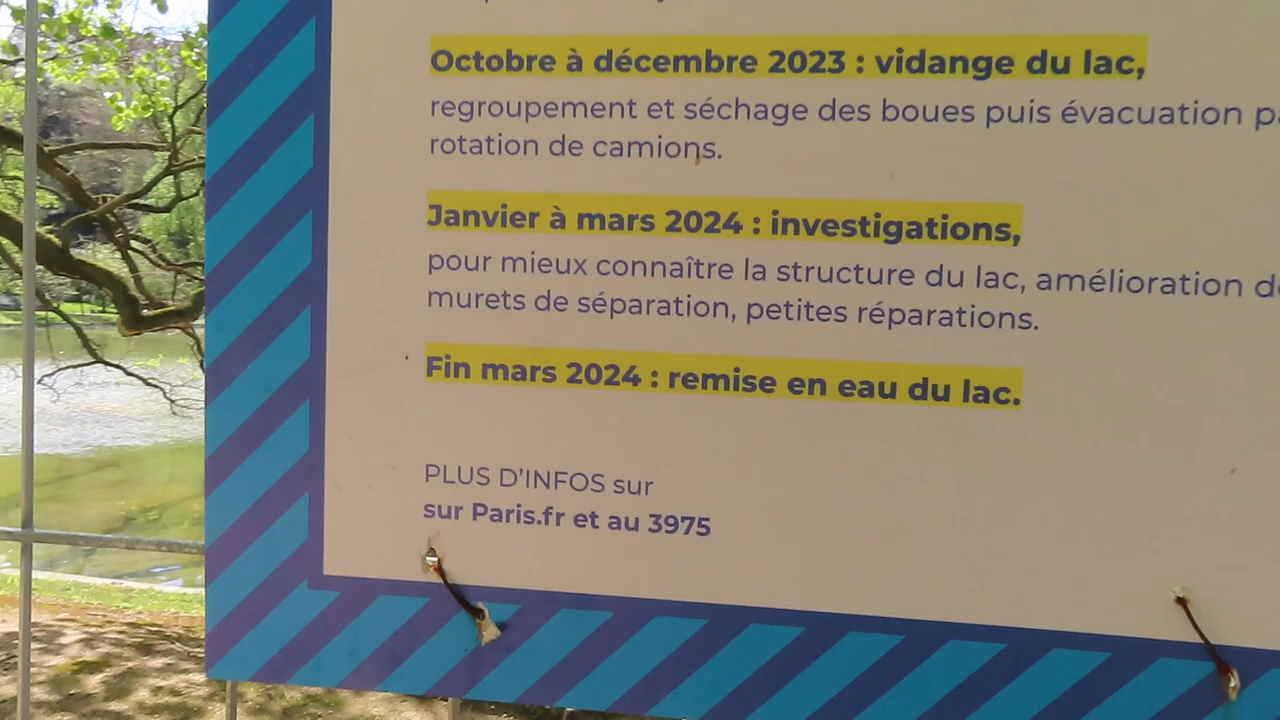 Octobre à décembre 2023 : vidange du lac,
regroupement et séchage des boues puis évacuation
rotation de camions.
Janvier à mars 2024 : investigations,
pour mieux connaître la structure du lac, amélioration
murets de séparation, petites réparations.
Fin mars 2024 : remise en eau du lac.
PLUS D'INFOS sur
sur Paris.fr et au 3975